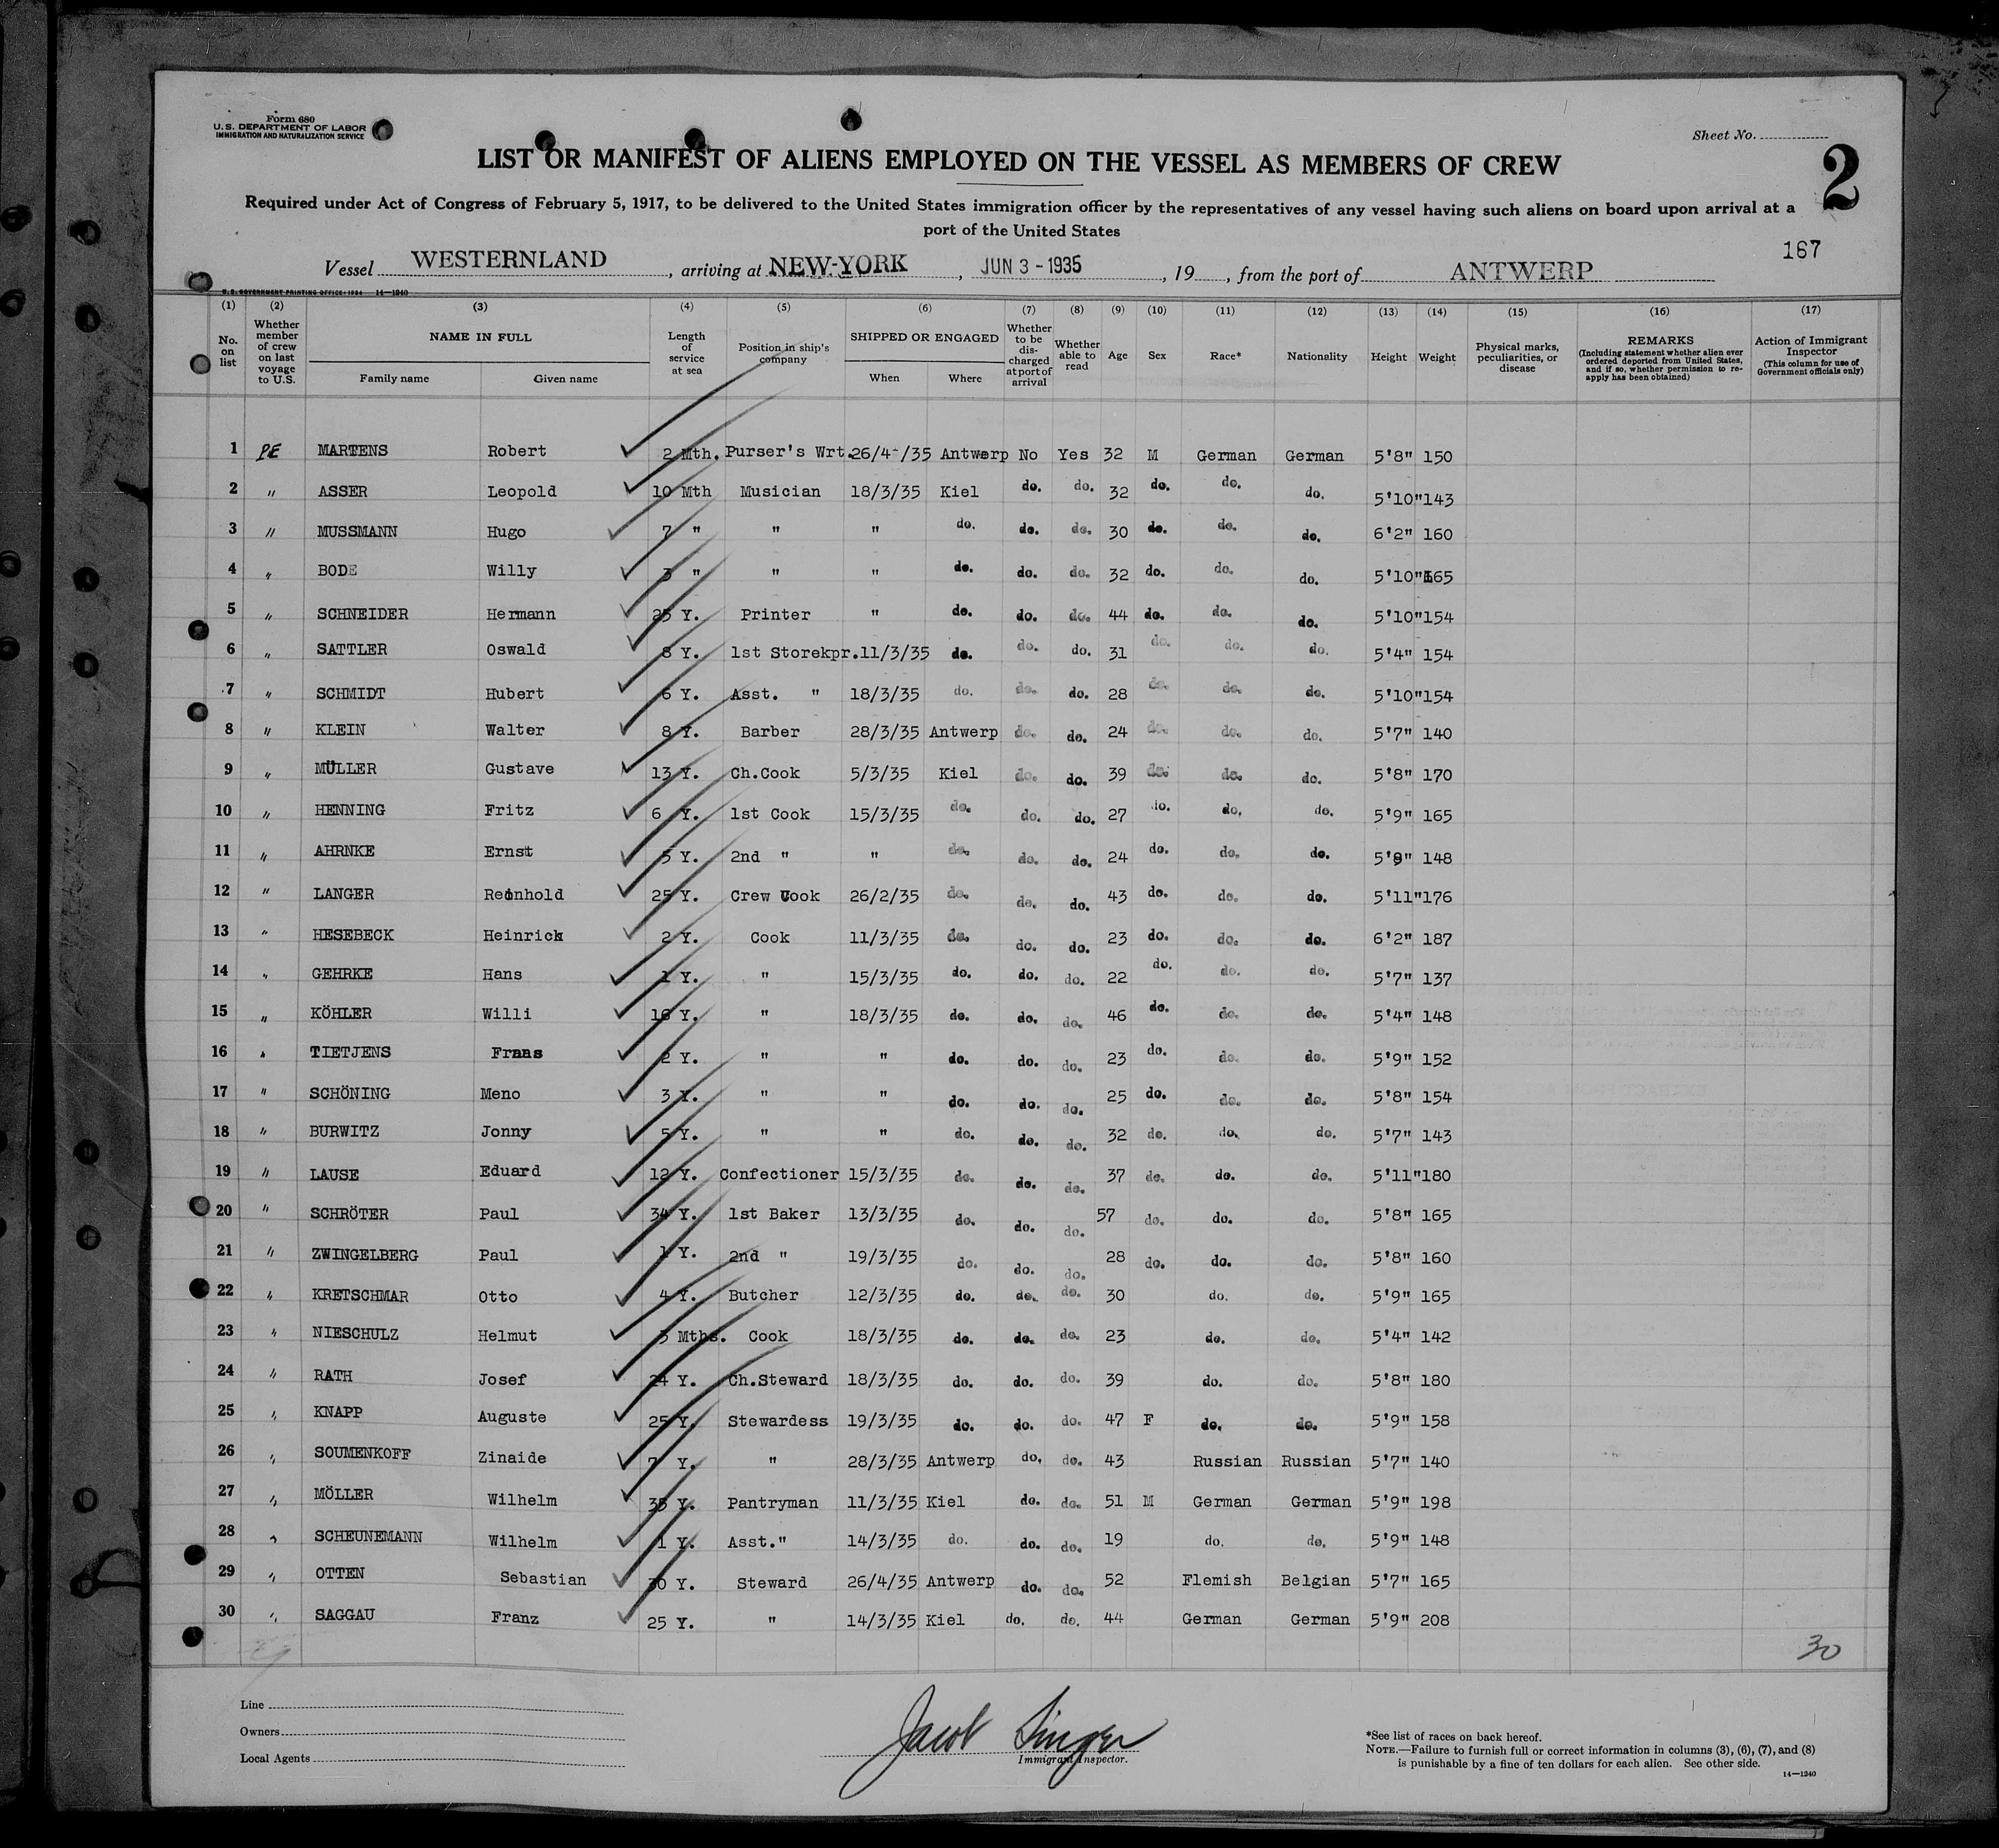 Form 680
U.S. DEPARTMENT OF LABOR
IMMIGRATION AND NATURALIZATION SERVICE
Sheet No.
2
LIST OR MANIFEST OF ALIENS EMPLOYED ON THE VESSEL AS MEMBERS OF CREW
Required under Act of Congress of February 5, 1917, to be delivered to the United States immigration officer by the representatives of any vessel having such aliens on board upon arrival at a
port of the United States
167
Vessel WESTERNLAND, arriving at NEW-YORK, JUN 3 - 1935, 19, from the port of ANTWERP
U. S. GOVERNMENT PRINTING OFFICE: 1934 14—1240
(1) (2) (3) (4) (5) (6) (7) (8) (9) (10) (11) (12) (13) (14) (15) (16) (17)
No. on list
Whether member of crew on last voyage to U.S.
NAME IN FULL
Family name Given name
Length of service at sea
Position in ship's company
SHIPPED OR ENGAGED
When Where
Whether to be discharged at port of arrival
Whether able to read
Age
Sex
Race*
Nationality
Height
Weight
Physical marks, peculiarities, or disease
REMARKS
(Including statement whether alien ever ordered deported from United States, and if so, whether permission to re-apply has been obtained)
Action of Immigrant Inspector
(This column for use of Government officials only)
1 PE MARTENS Robert 2 Mth. Purser's Wrt. 26/4-/35 Antwerp No Yes 32 M German German 5'8" 150
2 " ASSER Leopold 10 Mth Musician 18/3/35 Kiel do. do. 32 do. do. do. 5'10" 143
3 " MUSSMANN Hugo 7 " " " do. do. do. 30 do. do. do. 6'2" 160
4 " BODE Willy 3 " " " do. do. do. 32 do. do. do. 5'10" 165
5 " SCHNEIDER Hermann 25 Y. Printer " do. do. do. 44 do. do. do. 5'10" 154
6 " SATTLER Oswald 8 Y. 1st Storekpr. 11/3/35 do. do. do. 31 do. do. do. 5'4" 154
7 " SCHMIDT Hubert 6 Y. Asst. " 18/3/35 do. do. do. 28 do. do. do. 5'10" 154
8 " KLEIN Walter 8 Y. Barber 28/3/35 Antwerp do. do. 24 do. do. do. 5'7" 140
9 " MÜLLER Gustave 13 Y. Ch.Cook 5/3/35 Kiel do. do. 39 do. do. do. 5'8" 170
10 " HENNING Fritz 6 Y. 1st Cook 15/3/35 do. do. do. 27 do. do. do. 5'9" 165
11 " AHRNKE Ernst 5 Y. 2nd " " do. do. do. 24 do. do. do. 5'9" 148
12 " LANGER Reinhold 25 Y. Crew Cook 26/2/35 do. do. do. 43 do. do. do. 5'11" 176
13 " HESEBECK Heinrich 2 Y. Cook 11/3/35 do. do. do. 23 do. do. do. 6'2" 187
14 " GEHRKE Hans 1 Y. " 15/3/35 do. do. do. 22 do. do. do. 5'7" 137
15 " KÖHLER Willi 16 Y. " 18/3/35 do. do. do. 46 do. do. do. 5'4" 148
16 " TIETJENS Frans 2 Y. " " do. do. do. 23 do. do. do. 5'9" 152
17 " SCHÖNING Meno 3 Y. " " do. do. do. 25 do. do. do. 5'8" 154
18 " BURWITZ Jonny 5 Y. " " do. do. do. 32 do. do. do. 5'7" 143
19 " LAUSE Eduard 12 Y. Confectioner 15/3/35 do. do. do. 37 do. do. do. 5'11" 180
20 " SCHRÖTER Paul 34 Y. 1st Baker 13/3/35 do. do. do. 57 do. do. do. 5'8" 165
21 " ZWINGELBERG Paul 1 Y. 2nd " 19/3/35 do. do. do. 28 do. do. do. 5'8" 160
22 " KRETSCHMAR Otto 4 Y. Butcher 12/3/35 do. do. do. 30 do. do. 5'9" 165
23 " NIESCHULZ Helmut 3 Mths. Cook 18/3/35 do. do. do. 23 do. do. 5'4" 142
24 " RATH Josef 24 Y. Ch.Steward 18/3/35 do. do. do. 39 do. do. 5'8" 180
25 " KNAPP Auguste 25 Y. Stewardess 19/3/35 do. do. do. 47 F do. do. 5'9" 158
26 " SOUMENKOFF Zinaide 7 Y. " 28/3/35 Antwerp do. do. 43 Russian Russian 5'7" 140
27 " MÖLLER Wilhelm 35 Y. Pantryman 11/3/35 Kiel do. do. 51 M German German 5'9" 198
28 " SCHEUNEMANN Wilhelm 1 Y. Asst." 14/3/35 do. do. do. 19 do. do. 5'9" 148
29 " OTTEN Sebastian 30 Y. Steward 26/4/35 Antwerp do. do. 52 Flemish Belgian 5'7" 165
30 " SAGGAU Franz 25 Y. " 14/3/35 Kiel do. do. 44 German German 5'9" 208
30
Line
Owners
Local Agents
Jacob Singer
Immigrant Inspector.
*See list of races on back hereof.
NOTE.—Failure to furnish full or correct information in columns (3), (6), (7), and (8)
is punishable by a fine of ten dollars for each alien. See other side.
14—1240